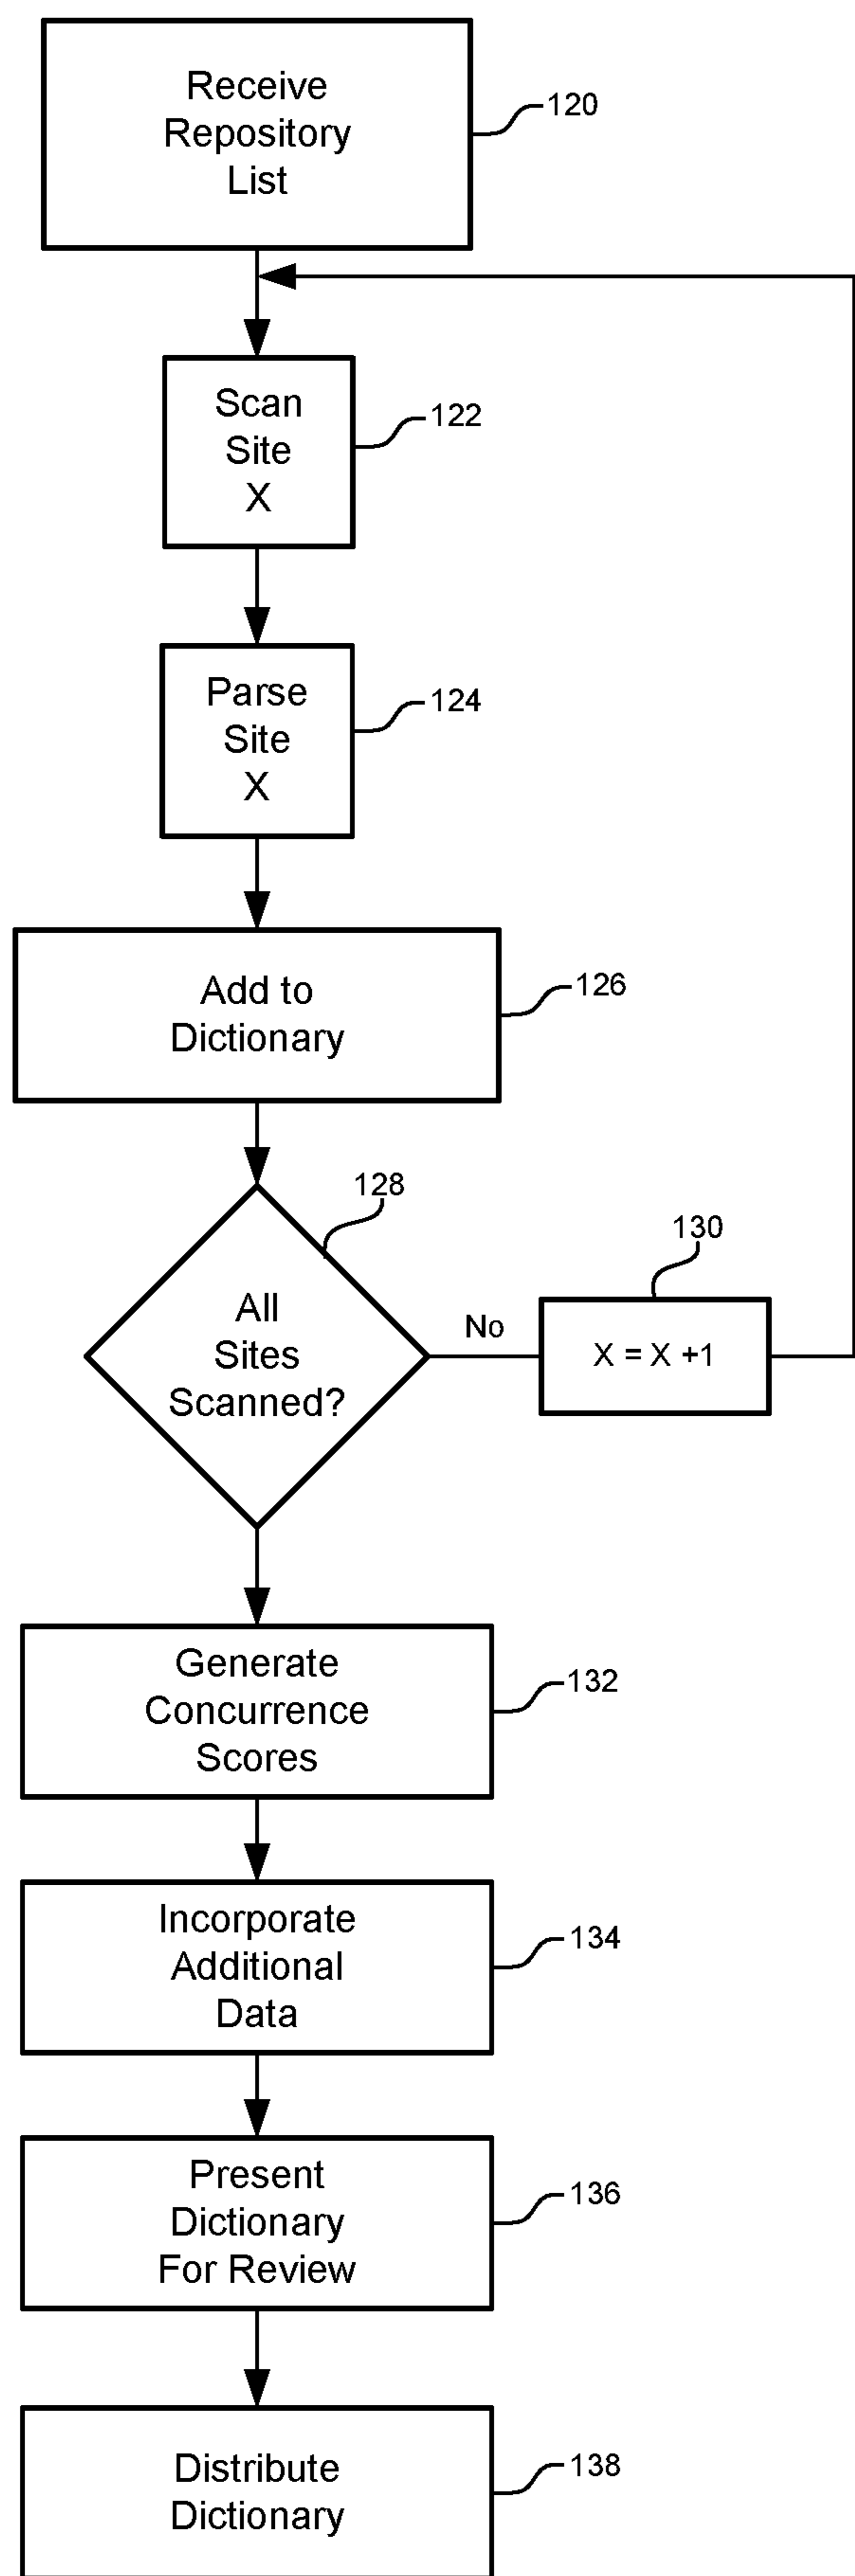 Receive
Repository
List
120
Scan
Site
X
122
Parse
Site
X
124
Add to
Dictionary
126
128
All
Sites
Scanned?
No
130
X = X +1
Generate
Concurrence
Scores
132
Incorporate
Additional
Data
134
Present
Dictionary
For Review
136
Distribute
Dictionary
138